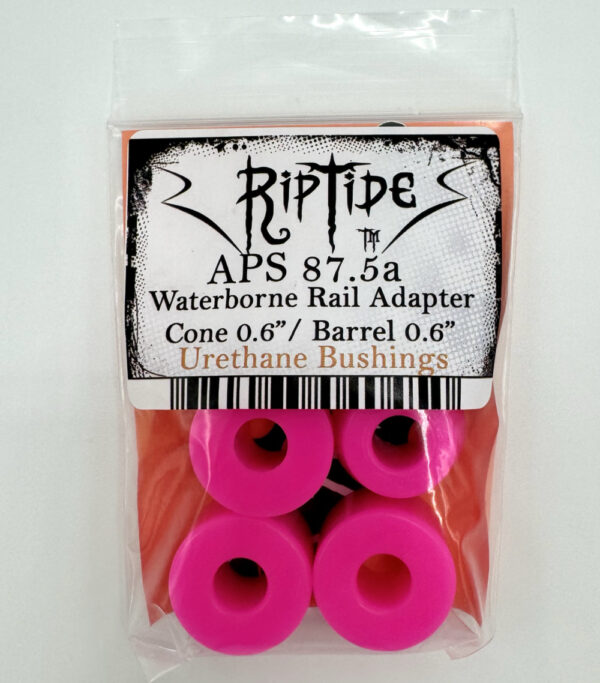 RIPTIDE
TM
APS 87.5a
Waterborne Rail Adapter
Cone 0.6”/ Barrel 0.6”
Urethane Bushings